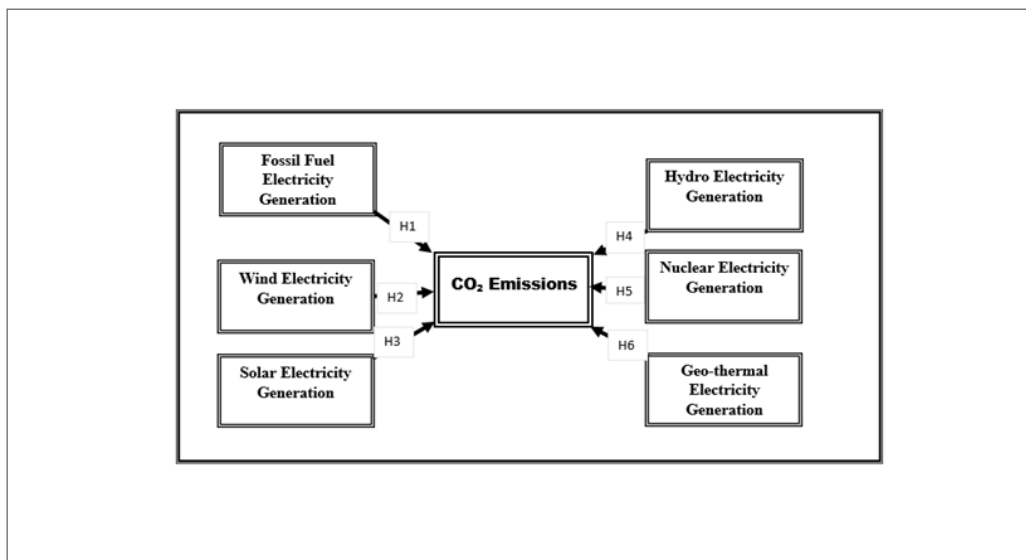 Fossil Fuel
Electricity
Generation
H1
Wind Electricity
Generation
H2
H3
Solar Electricity
Generation
CO₂ Emissions
Hydro Electricity
Generation
H4
Nuclear Electricity
Generation
H5
H6
Geo-thermal
Electricity
Generation